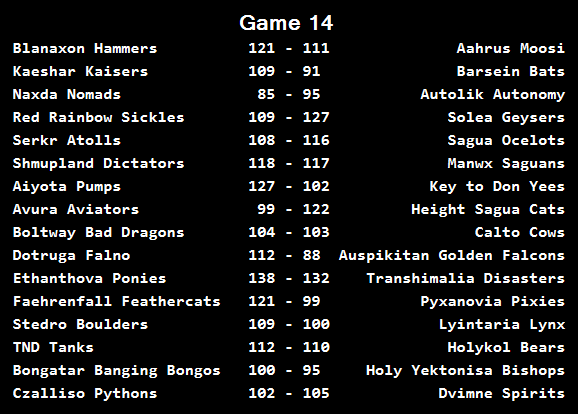 Game 14
Blanaxon Hammers 121 - 111 Aahrus Moosi
Kaeshar Kaisers 109 - 91 Barsein Bats
Naxda Nomads 85 - 95 Autolik Autonomy
Red Rainbow Sickles 109 - 127 Solea Geysers
Serkr Atolls 108 - 116 Sagua Ocelots
Shmupland Dictators 118 - 117 Manwx Saguans
Aiyota Pumps 127 - 102 Key to Don Yees
Avura Aviators 99 - 122 Height Sagua Cats
Boltway Bad Dragons 104 - 103 Calto Cows
Dotruga Falno 112 - 88 Auspikitan Golden Falcons
Ethanthova Ponies 138 - 132 Transhimalia Disasters
Faehrenfall Feathercats 121 - 99 Pyxanovia Pixies
Stedro Boulders 109 - 100 Lyintaria Lynx
TND Tanks 112 - 110 Holykol Bears
Bongatar Banging Bongos 100 - 95 Holy Yektonisa Bishops
Czalliso Pythons 102 - 105 Dvimne Spirits